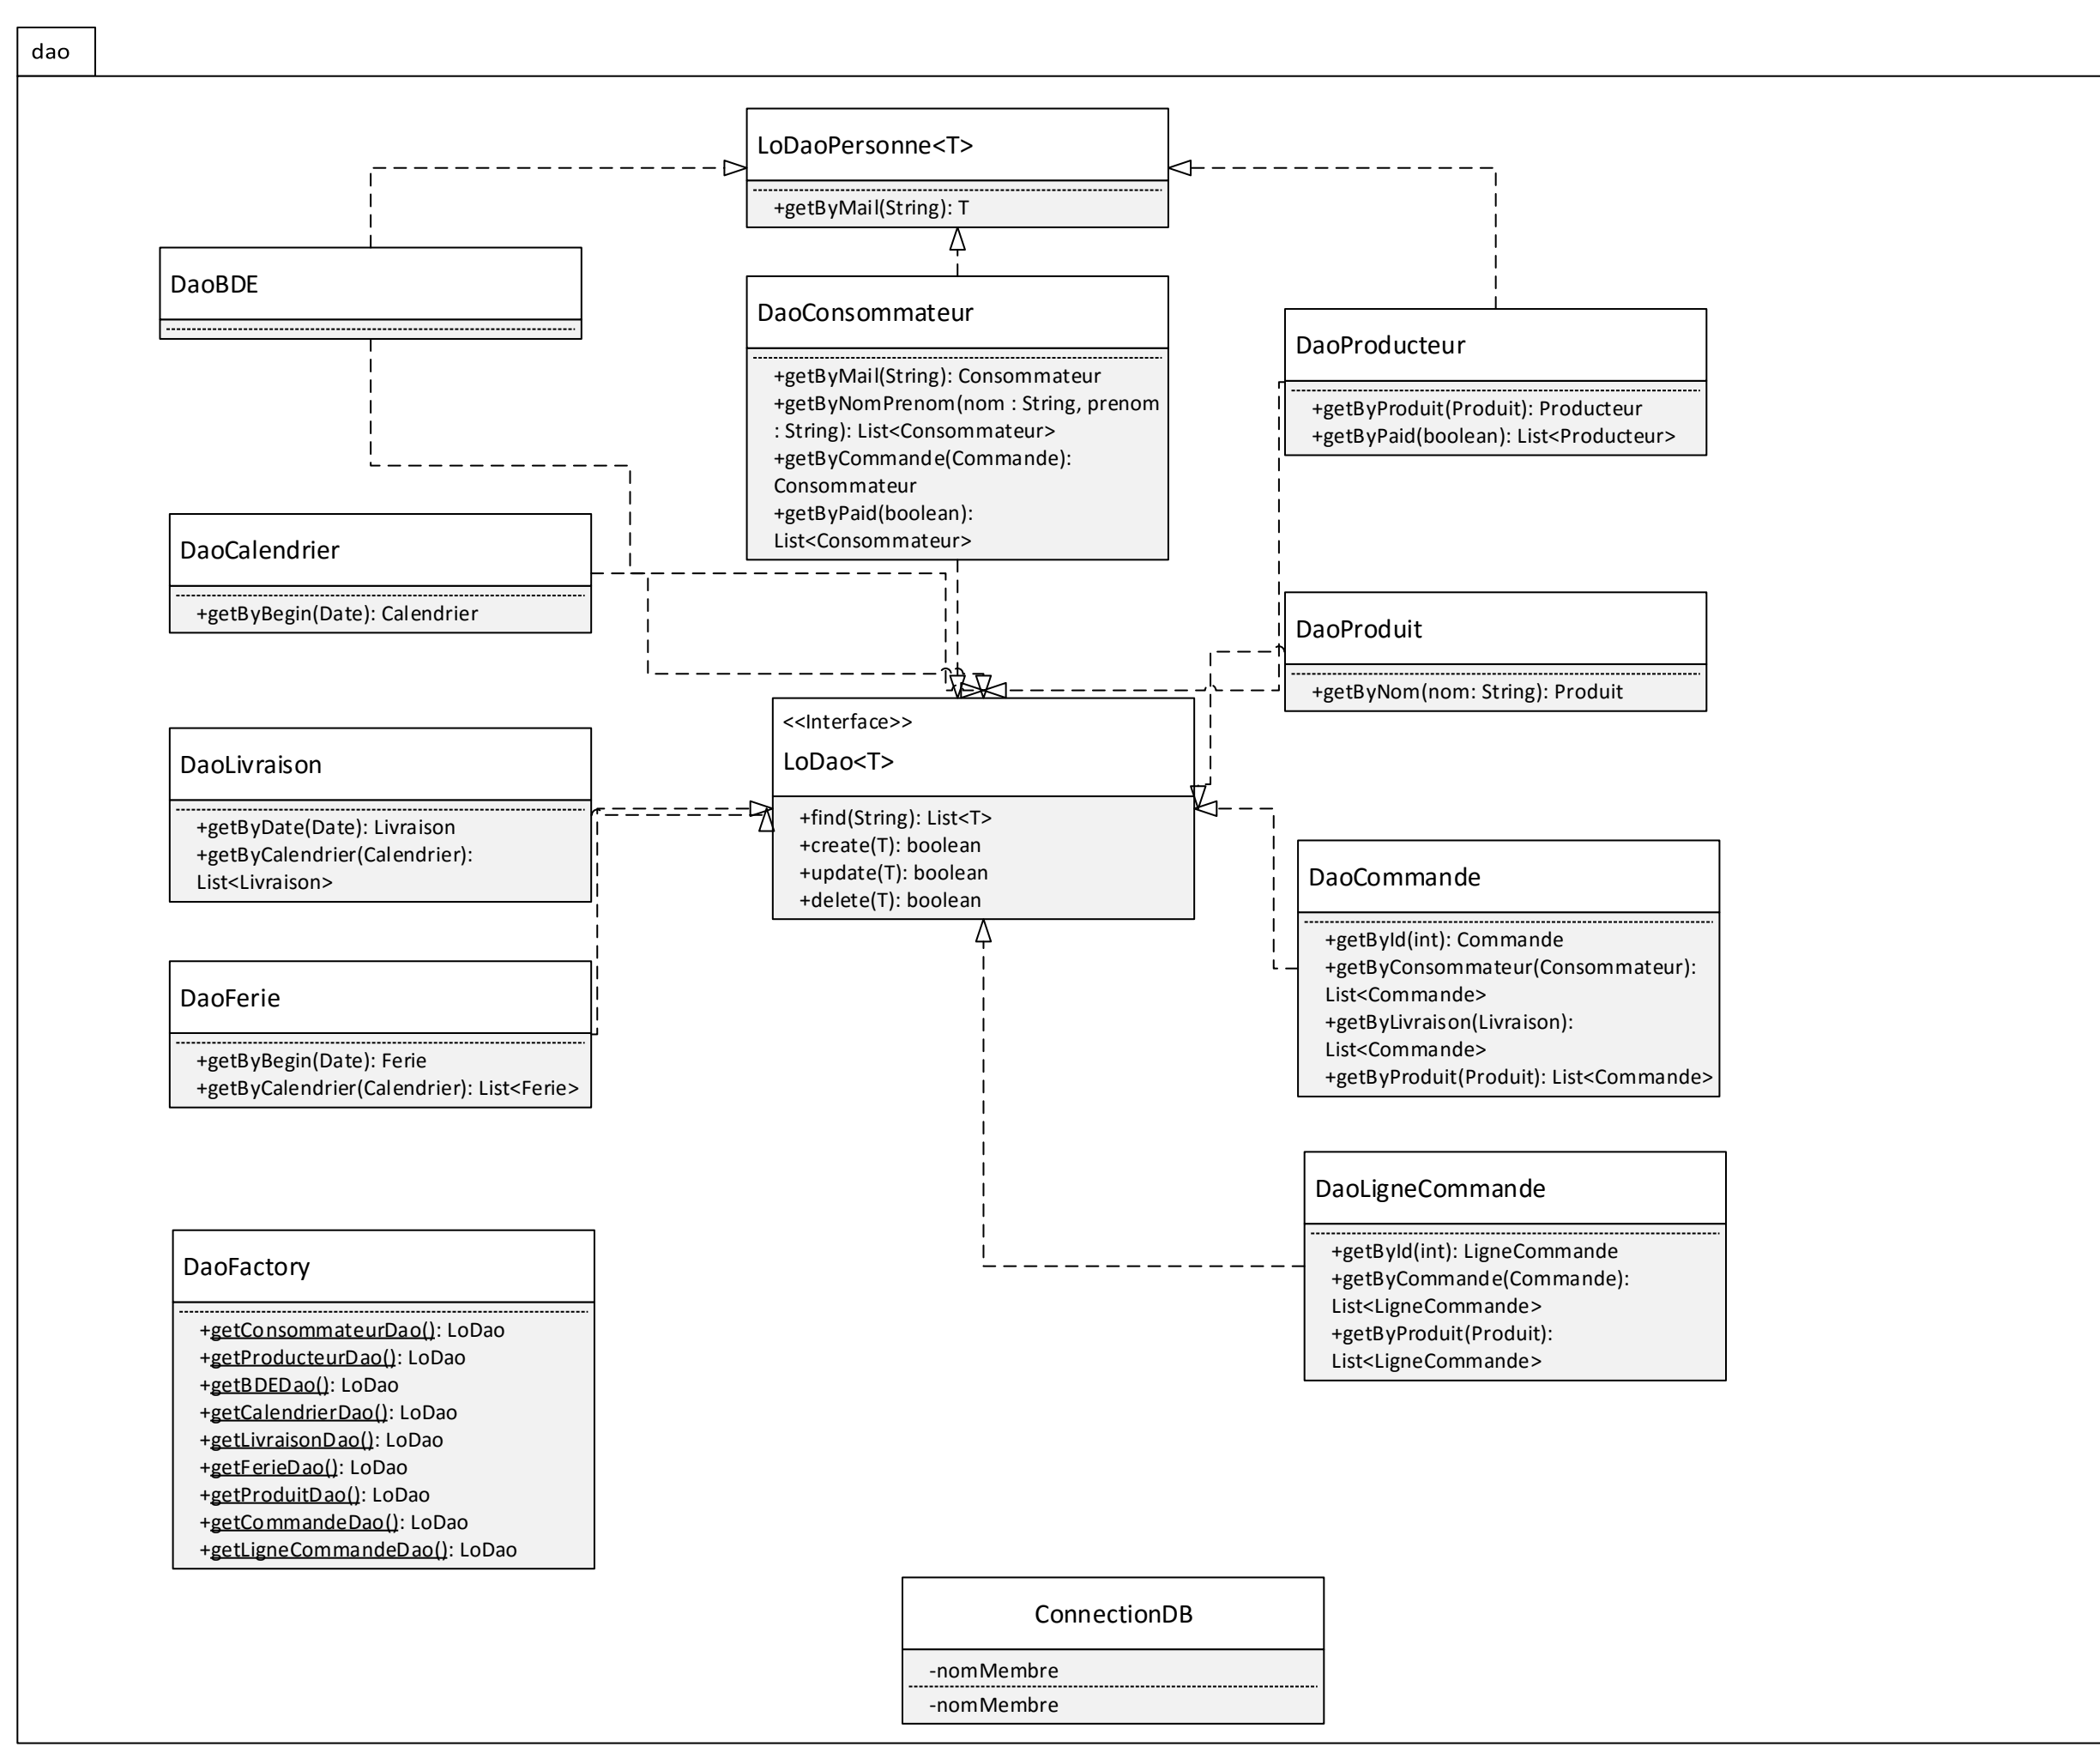 dao
LoDaoPersonne<T>
+getByMail(String): T
DaoBDE
DaoConsommateur
+getByMail(String): Consommateur
+getByNomPrenom(nom : String, prenom
: String): List<Consommateur>
+getByCommande(Commande):
Consommateur
+getByPaid(boolean):
List<Consommateur>
DaoProducteur
+getByProduit(Produit): Producteur
+getByPaid(boolean): List<Producteur>
DaoCalendrier
+getByBegin(Date): Calendrier
DaoProduit
+getByNom(nom: String): Produit
DaoLivraison
+getByDate(Date): Livraison
+getByCalendrier(Calendrier):
List<Livraison>
<<Interface>>
LoDao<T>
+find(String): List<T>
+create(T): boolean
+update(T): boolean
+delete(T): boolean
DaoCommande
+getById(int): Commande
+getByConsommateur(Consommateur):
List<Commande>
+getByLivraison(Livraison):
List<Commande>
+getByProduit(Produit): List<Commande>
DaoFerie
+getByBegin(Date): Ferie
+getByCalendrier(Calendrier): List<Ferie>
DaoLigneCommande
+getById(int): LigneCommande
+getByCommande(Commande):
List<LigneCommande>
+getByProduit(Produit):
List<LigneCommande>
DaoFactory
+getConsommateurDao(): LoDao
+getProducteurDao(): LoDao
+getBDEDao(): LoDao
+getCalendrierDao(): LoDao
+getLivraisonDao(): LoDao
+getFerieDao(): LoDao
+getProduitDao(): LoDao
+getCommandeDao(): LoDao
+getLigneCommandeDao(): LoDao
ConnectionDB
-nomMembre
-nomMembre